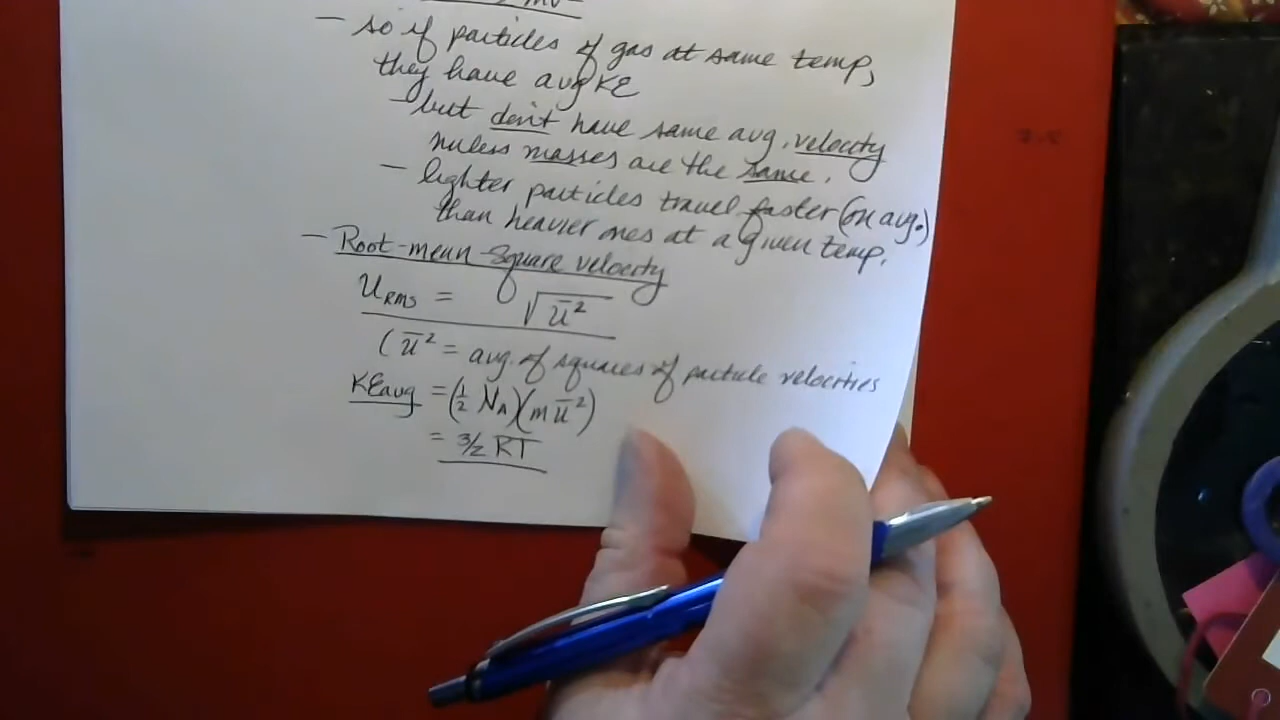 – so if particles of gas at same temp,
they have avg KE
– but don't have same avg. velocity
unless masses are the same.
– lighter particles travel faster (on avg.)
than heavier ones at a given temp.
– Root-mean-square velocity
u_RMS = √ū²
(ū² = avg. of squares of particle velocities
KEavg = (½ N_A)(mū²)
= 3/2 RT